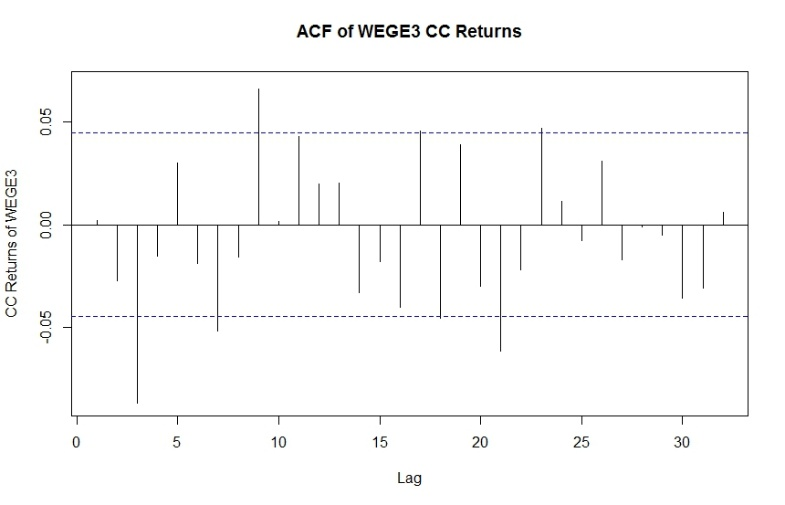 ACF of WEGE3 CC Returns
CC Returns of WEGE3
0.05
0.00
-0.05
0 5 10 15 20 25 30
Lag